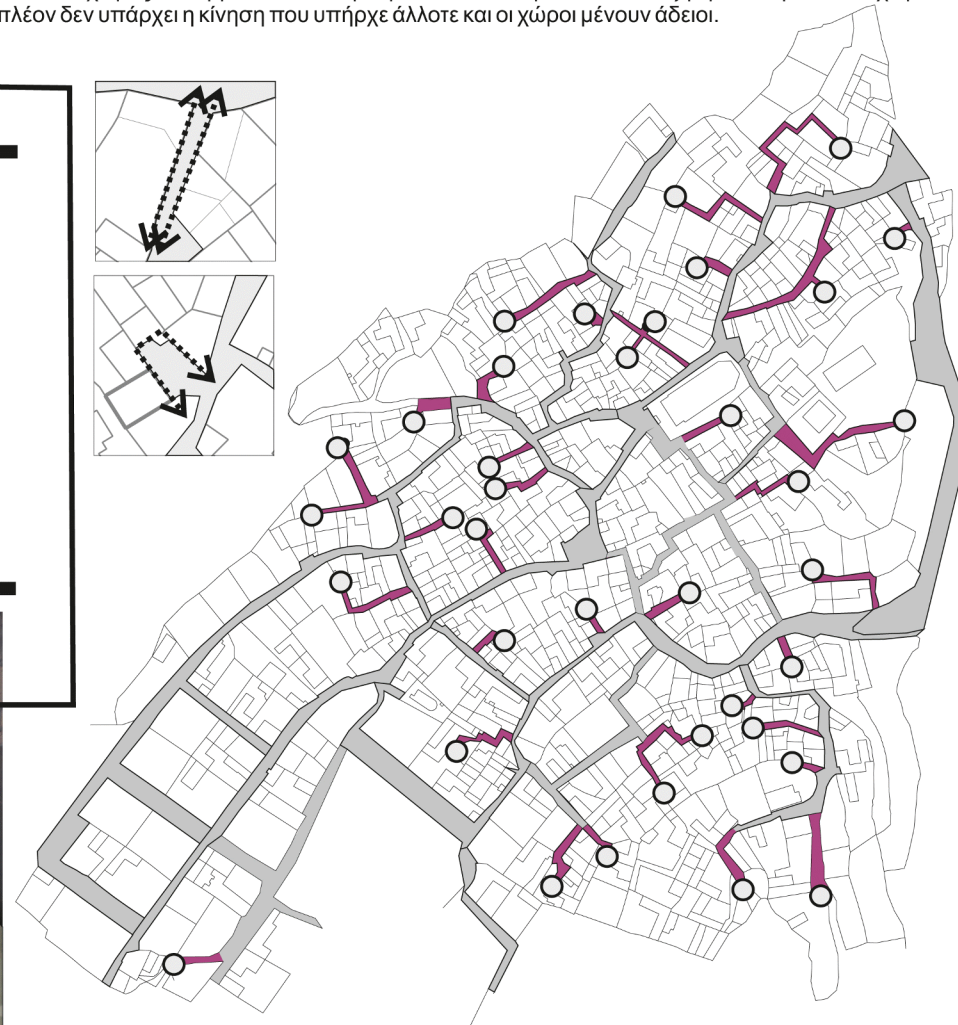 πλέον δεν υπάρχει η κίνηση που υπήρχε άλλοτε και οι χώροι μένουν άδειοι.